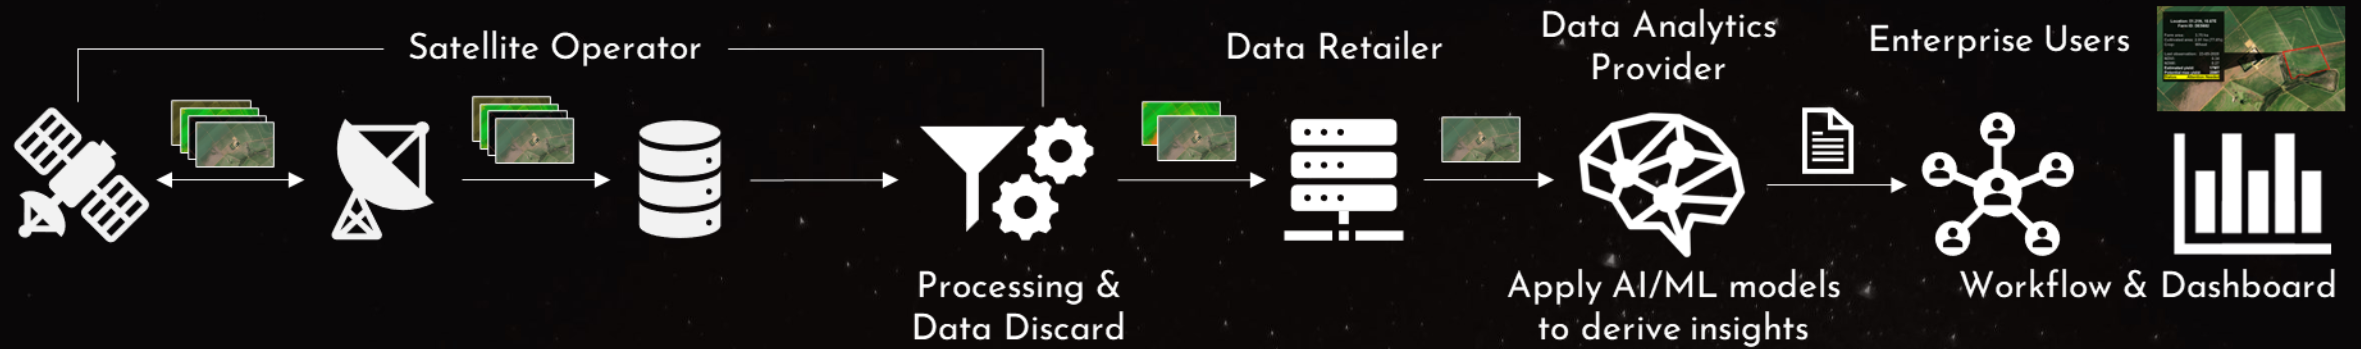 Satellite Operator
Data Retailer
Data Analytics
Provider
Enterprise Users
Processing &
Data Discard
Apply AI/ML models
to derive insights
Workflow & Dashboard